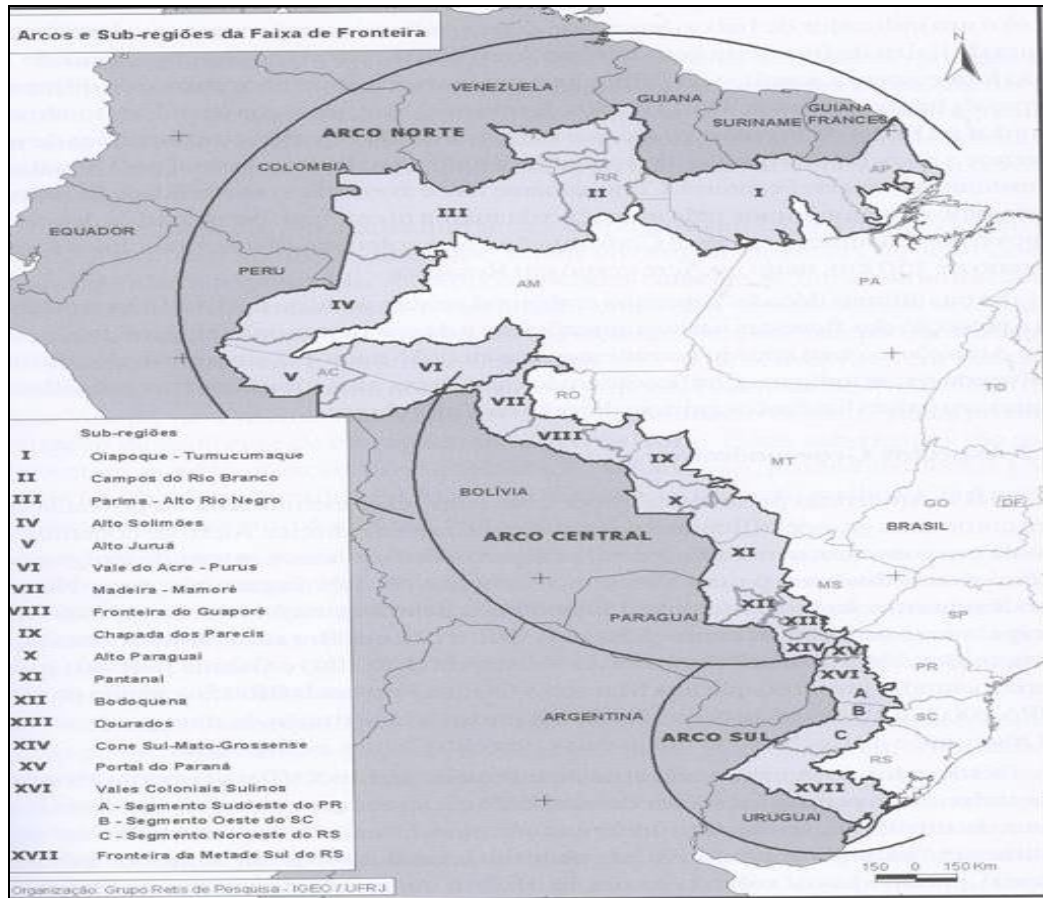 Arcos e Sub-regiões da Faixa de Fronteira
N
VENEZUELA
GUIANA
SURINAME
GUIANA
FRANCESA
ARCO NORTE
COLOMBIA
RR
AP
II
I
III
EQUADOR
PERU
AM
PA
IV
V
AC
VI
VII
RO
TO
VIII
IX
MT
BOLÍVIA
X
GO
(DF)
BRASIL
ARCO CENTRAL
XI
MS
XII
SP
PARAGUAI
XIII
XIV
XV
PR
XVI
A
B
SC
ARGENTINA
ARCO SUL
C
RS
XVII
URUGUAI
150 0 150 Km
Sub-regiões
I Oiapoque - Tumucumaque
II Campos do Rio Branco
III Parima - Alto Rio Negro
IV Alto Solimões
V Alto Juruá
VI Vale do Acre - Purus
VII Madeira - Mamoré
VIII Fronteira do Guaporé
IX Chapada dos Parecis
X Alto Paraguai
XI Pantanal
XII Bodoquena
XIII Dourados
XIV Cone Sul-Mato-Grossense
XV Portal do Paraná
XVI Vales Coloniais Sulinos
A - Segmento Sudoeste do PR
B - Segmento Oeste do SC
C - Segmento Noroeste do RS
XVII Fronteira da Metade Sul do RS
Organização: Grupo Retis de Pesquisa - IGEO / UFRJ